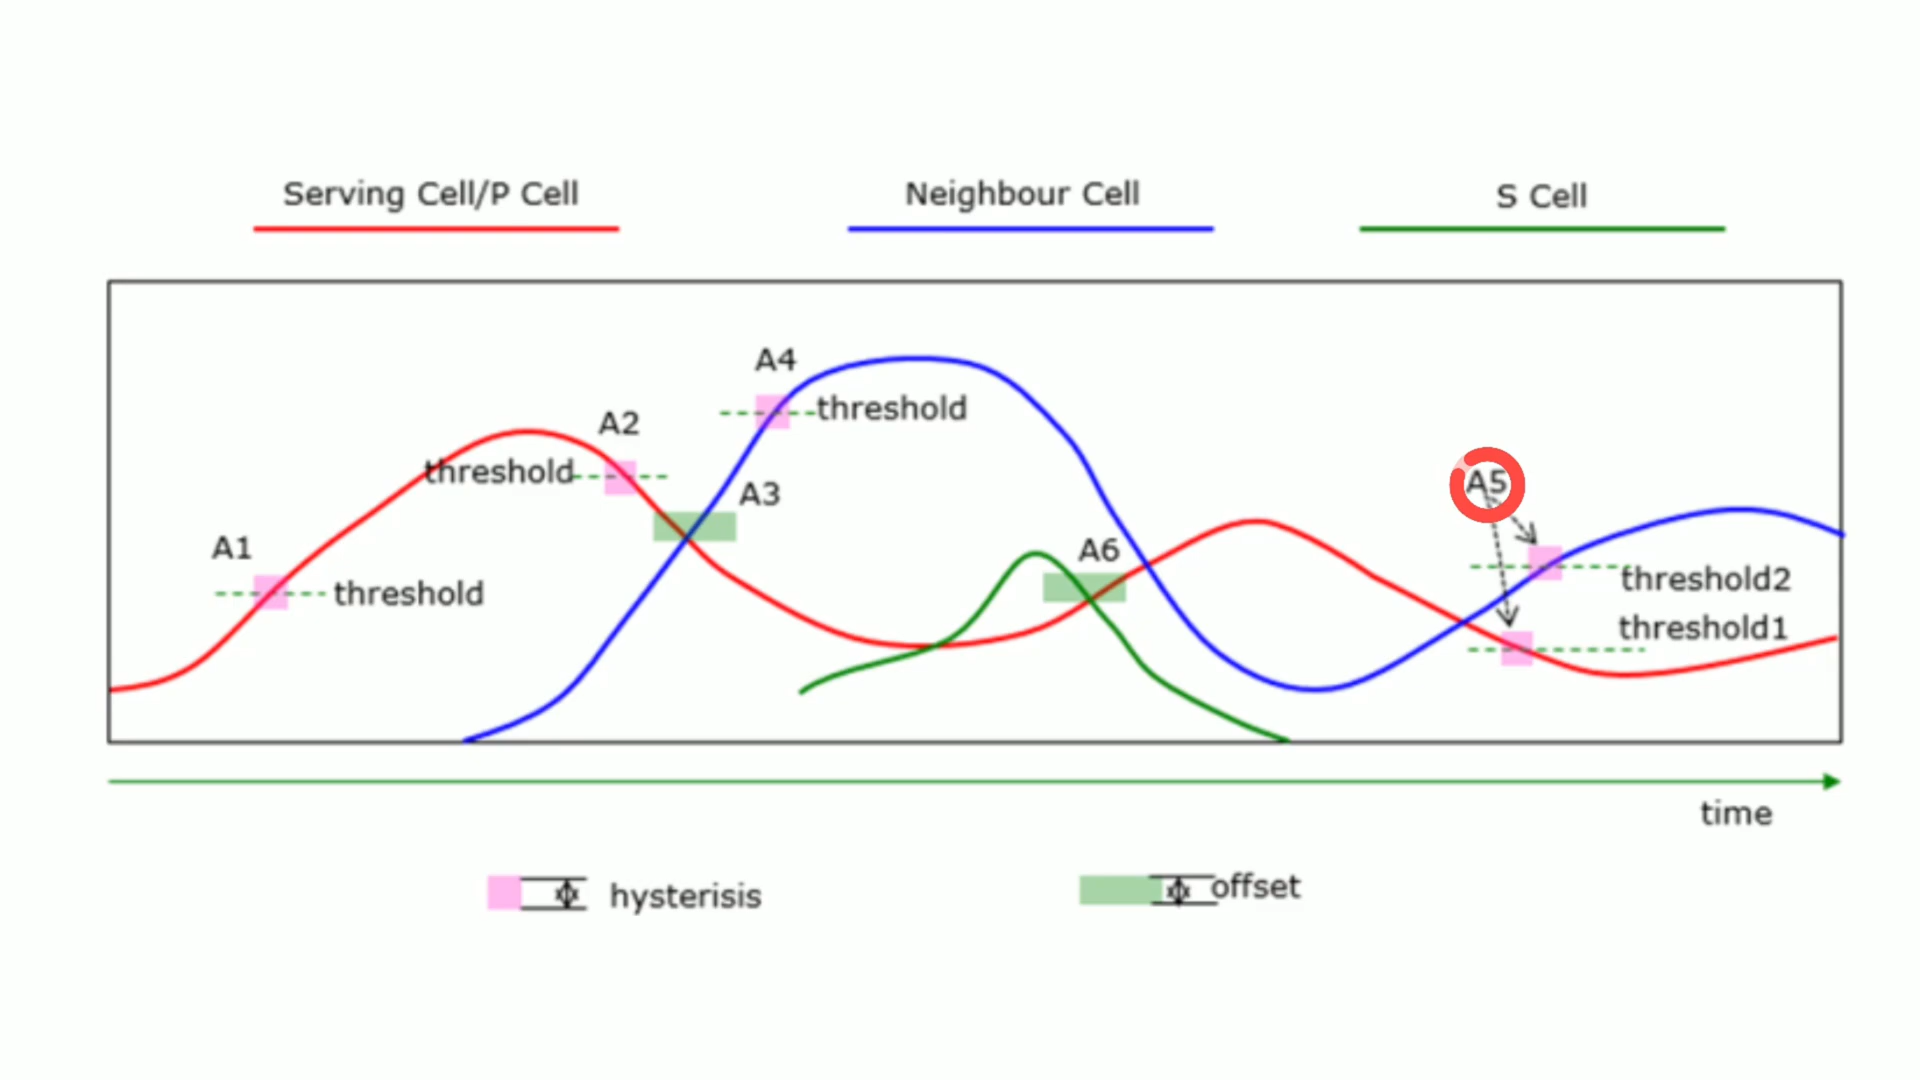 Serving Cell/P Cell
Neighbour Cell
S Cell
A4
threshold
A2
threshold
A3
A5
A1
threshold
A6
threshold2
threshold1
time
hysterisis
offset